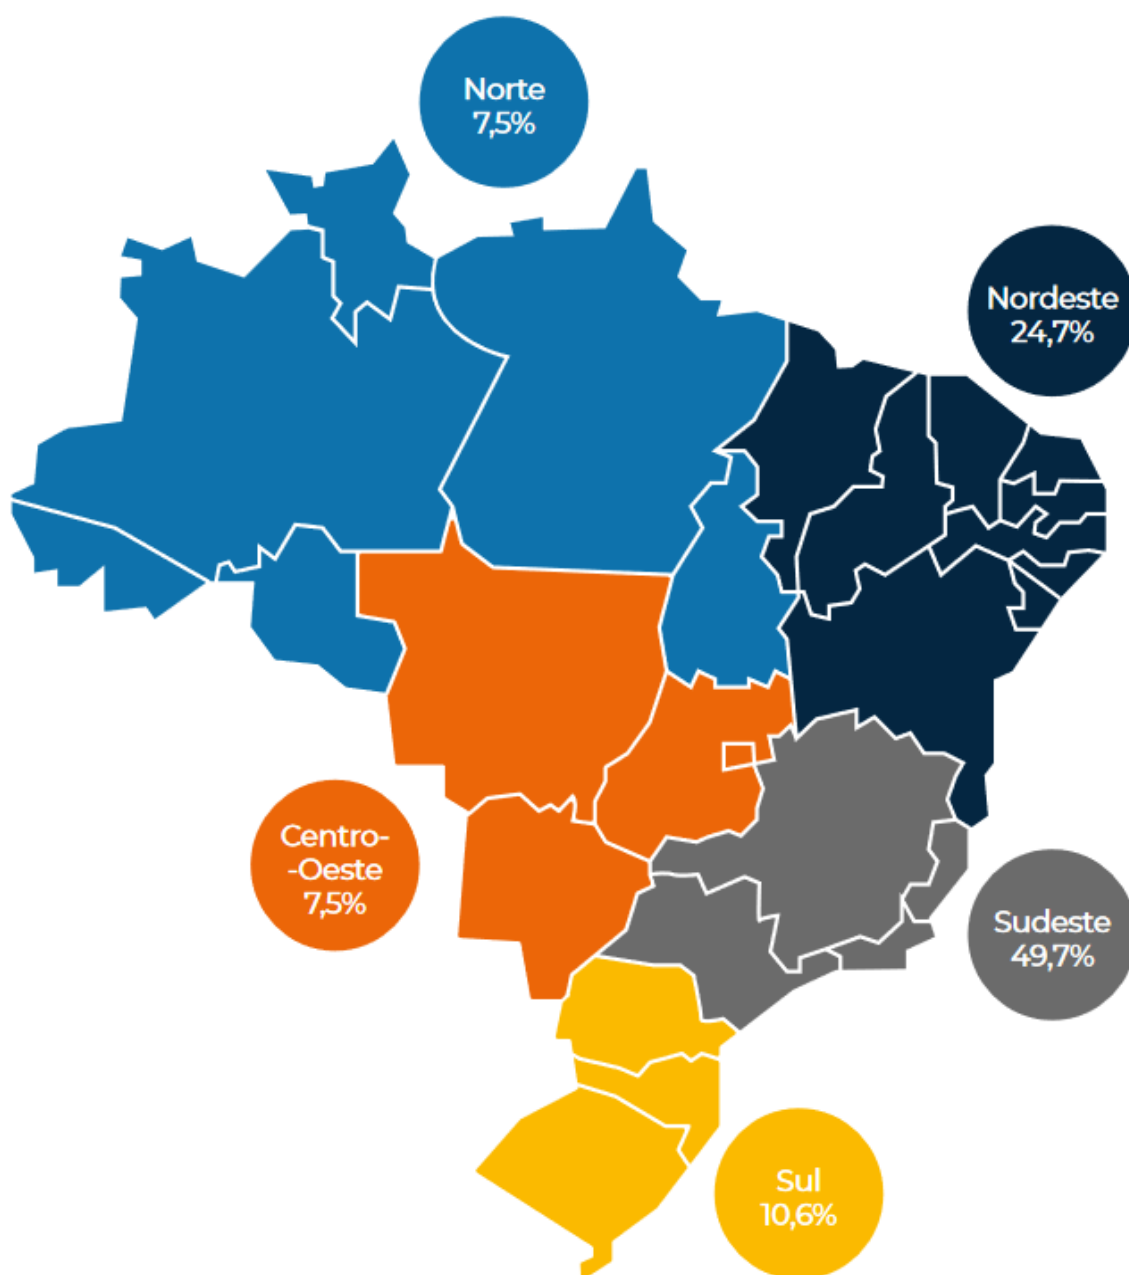 Norte
7,5%
Nordeste
24,7%
Centro-
-Oeste
7,5%
Sudeste
49,7%
Sul
10,6%